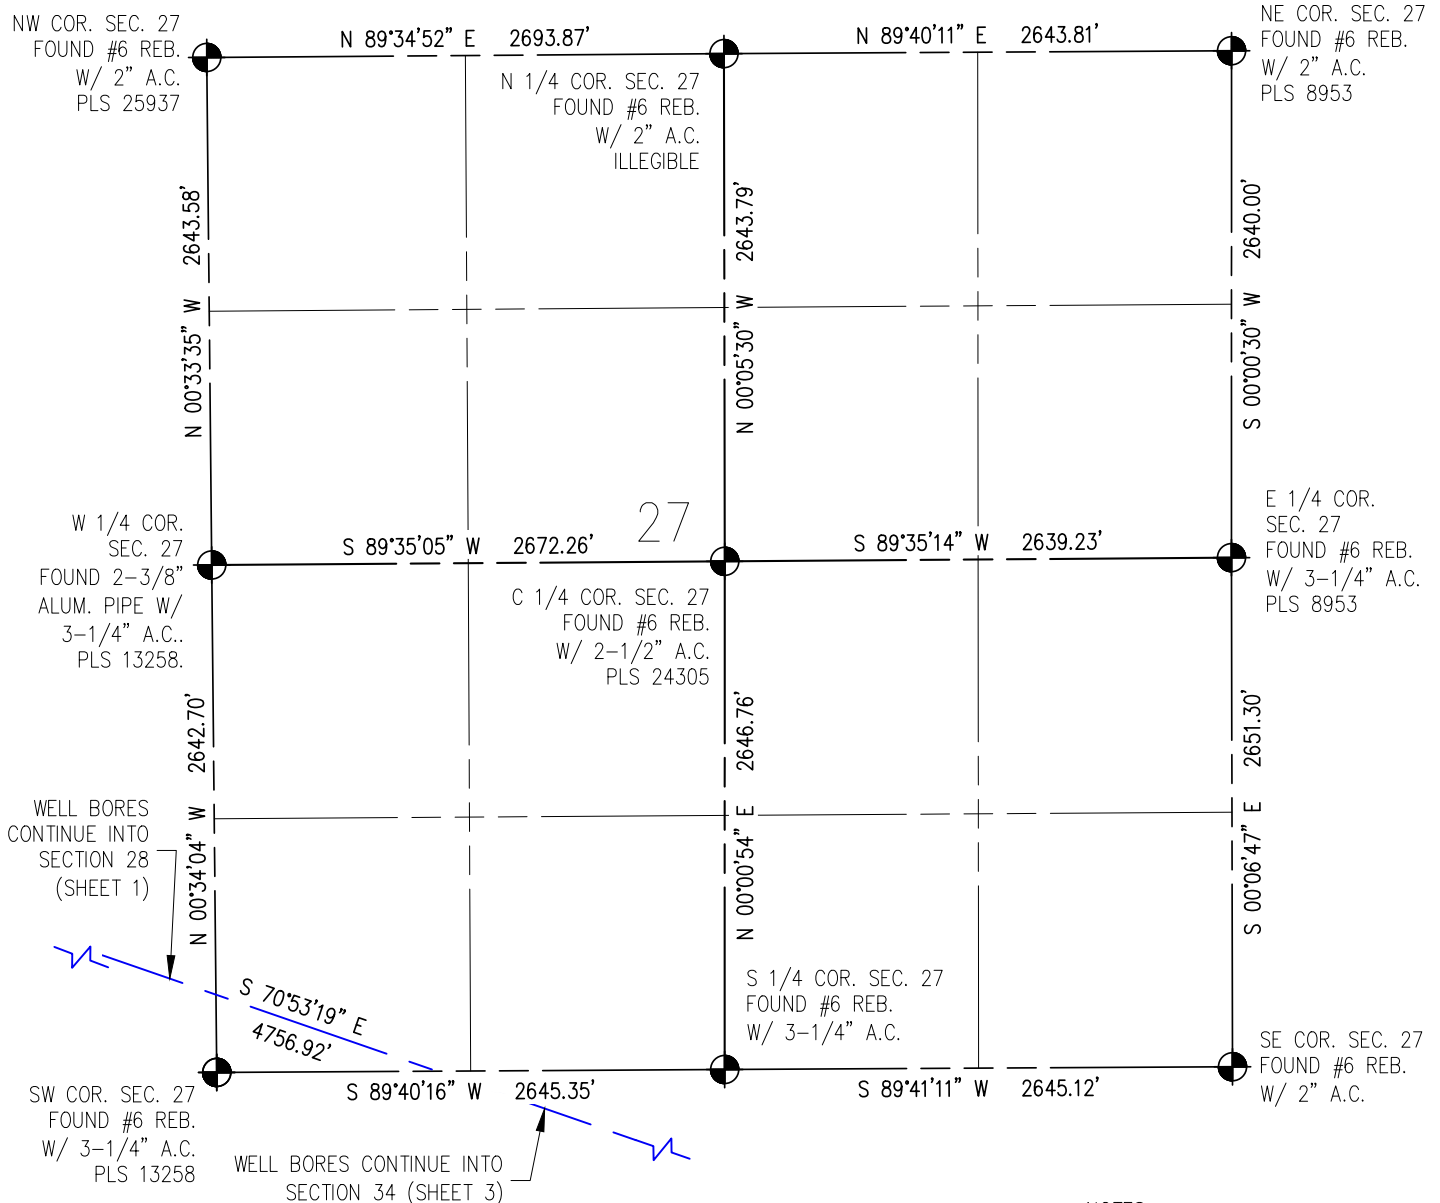 NW COR. SEC. 27
FOUND #6 REB.
W/ 2" A.C.
PLS 25937
N 89°34'52" E 2693.87'
N 1/4 COR. SEC. 27
FOUND #6 REB.
W/ 2" A.C.
ILLEGIBLE
N 89°40'11" E 2643.81'
NE COR. SEC. 27
FOUND #6 REB.
W/ 2" A.C.
PLS 8953
N 00°33'35" W 2643.58'
N 00°05'30" W 2643.79'
S 00°00'30" W 2640.00'
W 1/4 COR.
SEC. 27
FOUND 2-3/8"
ALUM. PIPE W/
3-1/4" A.C..
PLS 13258.
S 89°35'05" W 2672.26'
27
C 1/4 COR. SEC. 27
FOUND #6 REB.
W/ 2-1/2" A.C.
PLS 24305
S 89°35'14" W 2639.23'
E 1/4 COR.
SEC. 27
FOUND #6 REB.
W/ 3-1/4" A.C.
PLS 8953
N 00°34'04" W 2642.70'
N 00°00'54" E 2646.76'
S 00°06'47" E 2651.30'
WELL BORES
CONTINUE INTO
SECTION 28
(SHEET 1)
S 70°53'19" E
4756.92'
S 1/4 COR. SEC. 27
FOUND #6 REB.
W/ 3-1/4" A.C.
SW COR. SEC. 27
FOUND #6 REB.
W/ 3-1/4" A.C.
PLS 13258
S 89°40'16" W 2645.35'
S 89°41'11" W 2645.12'
SE COR. SEC. 27
FOUND #6 REB.
W/ 2" A.C.
WELL BORES CONTINUE INTO
SECTION 34 (SHEET 3)